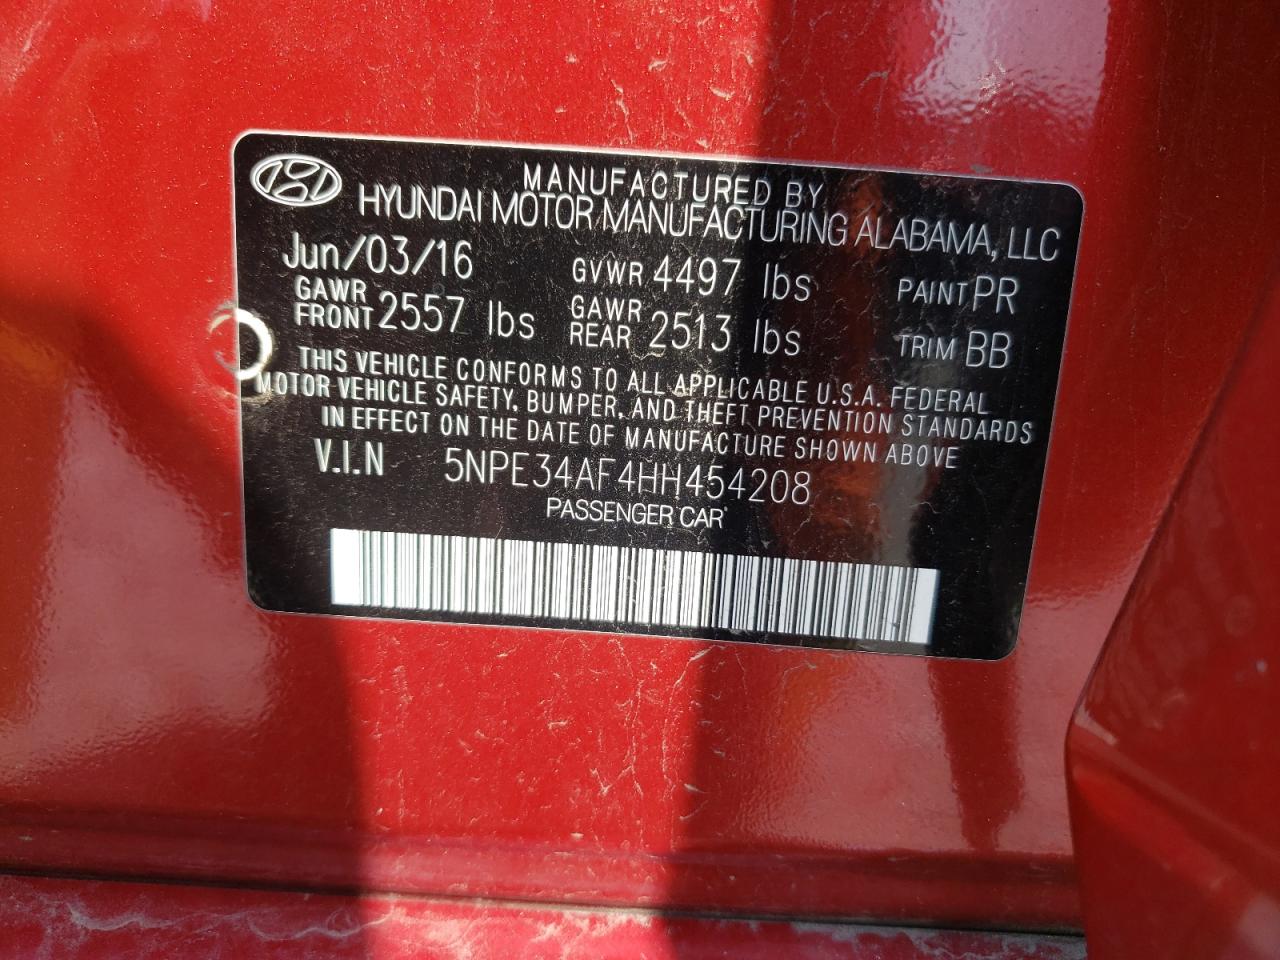 MANUFACTURED BY
HYUNDAI MOTOR MANUFACTURING ALABAMA, LLC
Jun/03/16 GVWR 4497 lbs PAINT PR
GAWR FRONT 2557 lbs GAWR REAR 2513 lbs TRIM BB
THIS VEHICLE CONFORMS TO ALL APPLICABLE U.S.A. FEDERAL
MOTOR VEHICLE SAFETY, BUMPER, AND THEFT PREVENTION STANDARDS
IN EFFECT ON THE DATE OF MANUFACTURE SHOWN ABOVE
V.I.N 5NPE34AF4HH454208
PASSENGER CAR